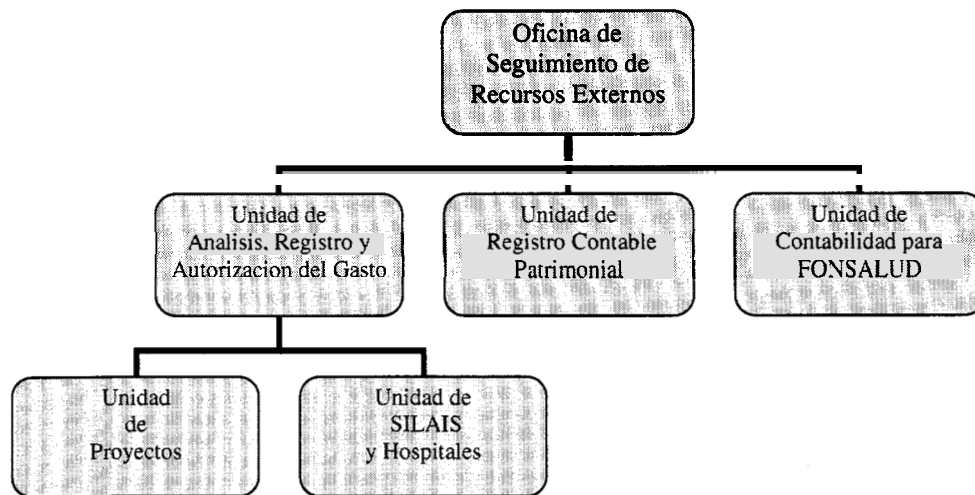 Oficina de
Seguimiento de
Recursos Externos
Unidad de
Analisis, Registro y
Autorizacion del Gasto
Unidad de
Registro Contable
Patrimonial
Unidad de
Contabilidad para
FONSALUD
Unidad
de
Proyectos
Unidad de
SILAIS
y Hospitales